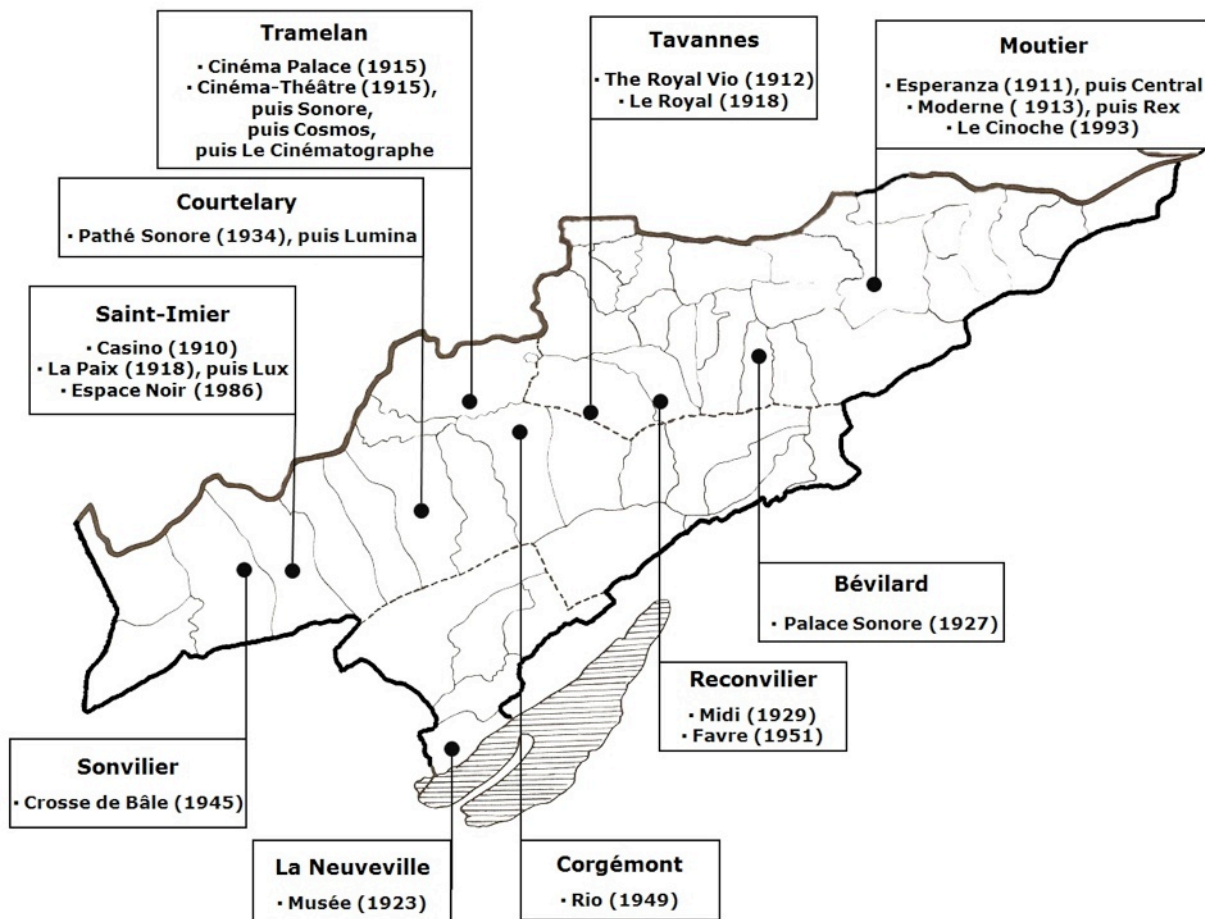 Tramelan
▪ Cinéma Palace (1915)
▪ Cinéma-Théâtre (1915),
puis Sonore,
puis Cosmos,
puis Le Cinématographe
Tavannes
▪ The Royal Vio (1912)
▪ Le Royal (1918)
Moutier
▪ Esperanza (1911), puis Central
▪ Moderne ( 1913), puis Rex
▪ Le Cinoche (1993)
Courtelary
▪ Pathé Sonore (1934), puis Lumina
Saint-Imier
▪ Casino (1910)
▪ La Paix (1918), puis Lux
▪ Espace Noir (1986)
Bévilard
▪ Palace Sonore (1927)
Reconvilier
▪ Midi (1929)
▪ Favre (1951)
Sonvilier
▪ Crosse de Bâle (1945)
La Neuveville
▪ Musée (1923)
Corgémont
▪ Rio (1949)